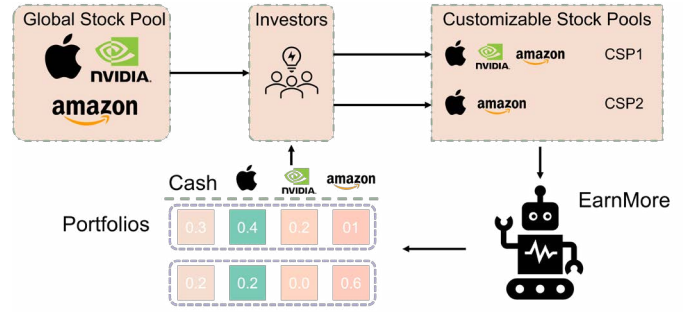 Global Stock Pool
NVIDIA.
amazon
Investors
Customizable Stock Pools
NVIDIA.
amazon
CSP1
amazon
CSP2
EarnMore
Cash
NVIDIA.
amazon
Portfolios
0.3 0.4 0.2 01
0.2 0.2 0.0 0.6